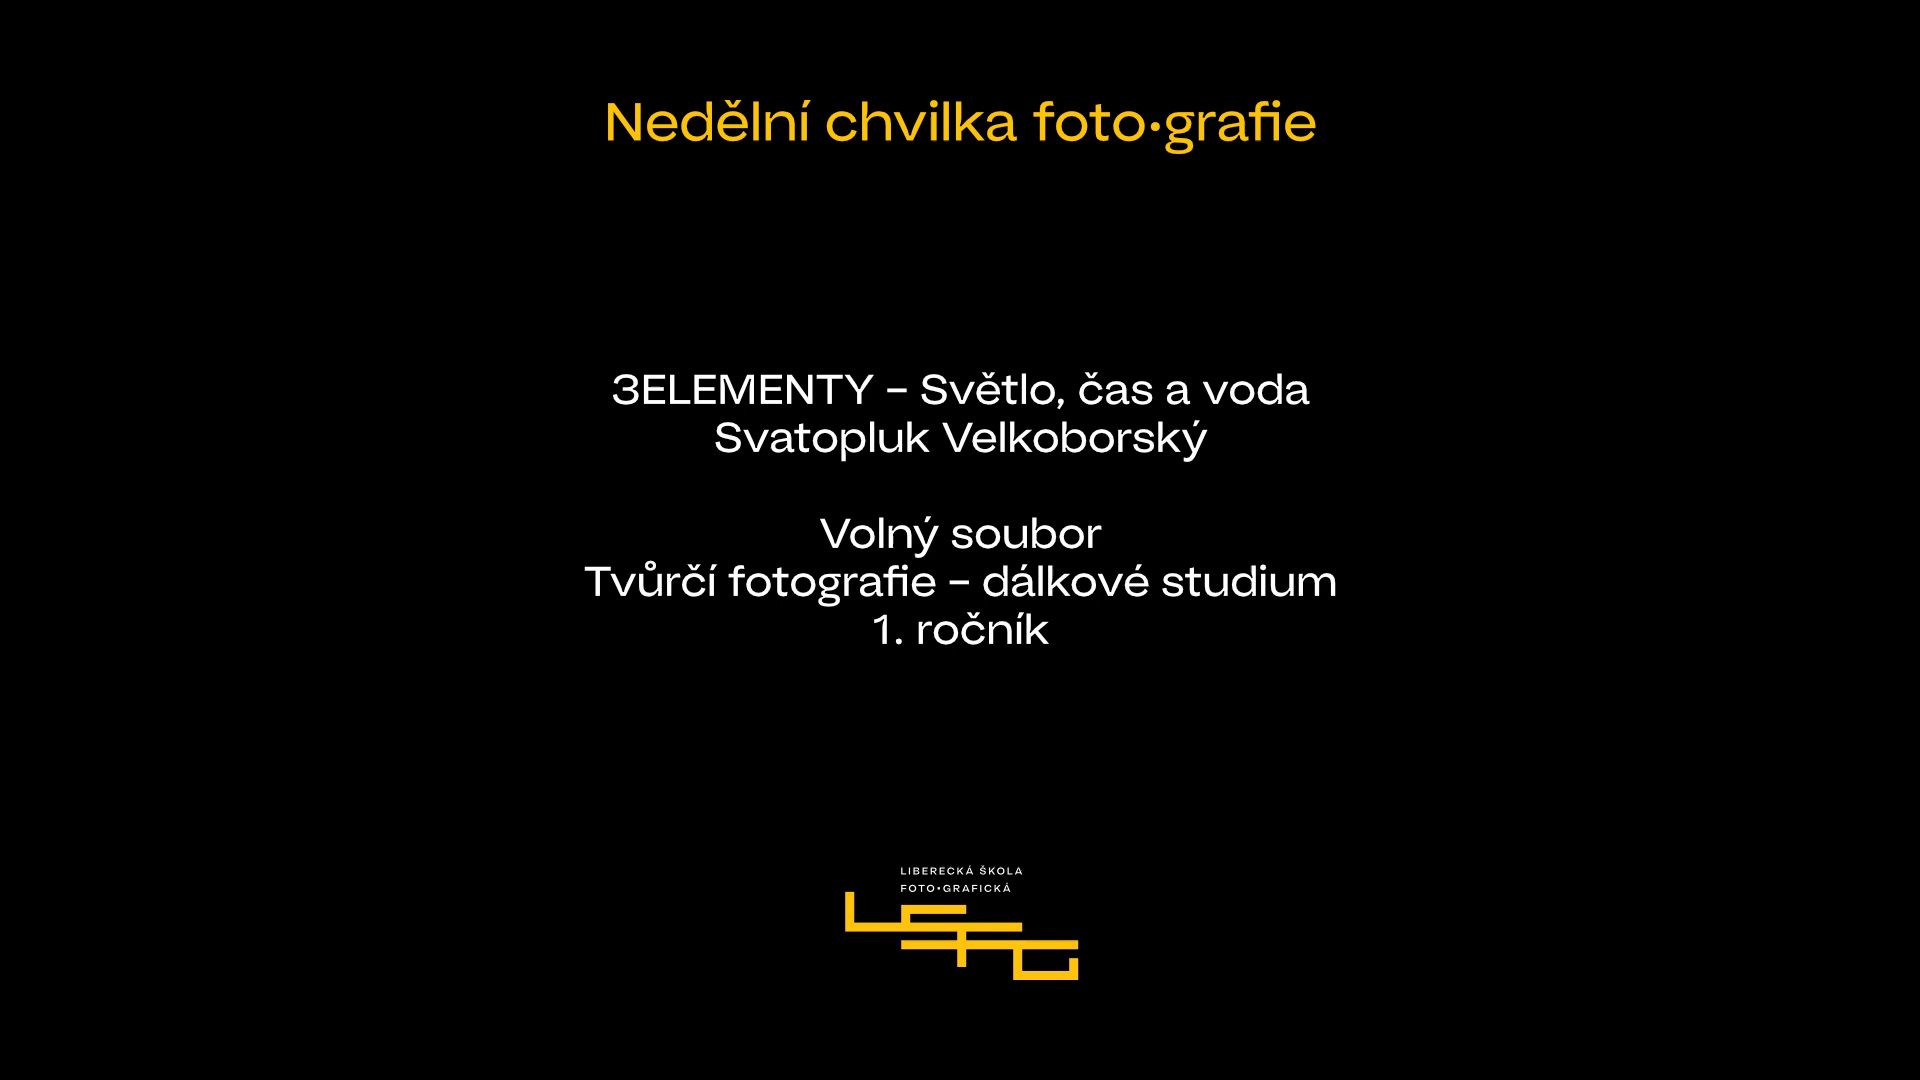 Nedělní chvilka foto•grafie
3ELEMENTY – Světlo, čas a voda
Svatopluk Velkoborský
Volný soubor
Tvůrčí fotografie – dálkové studium
1. ročník
LIBERECKÁ ŠKOLA
FOTO•GRAFICKÁ